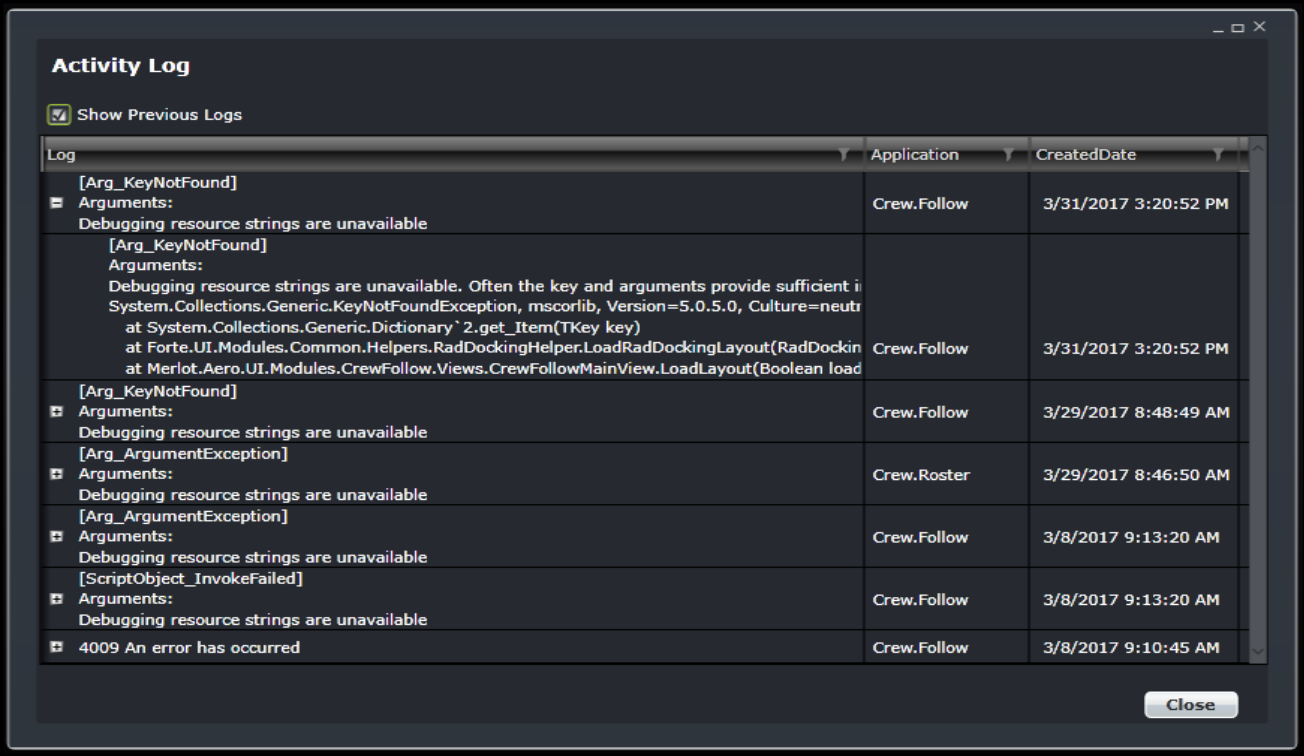 Activity Log
Show Previous Logs
Log Application CreatedDate
[Arg_KeyNotFound]
Arguments:
Debugging resource strings are unavailable
Crew.Follow 3/31/2017 3:20:52 PM
[Arg_KeyNotFound]
Arguments:
Debugging resource strings are unavailable. Often the key and arguments provide sufficient i
System.Collections.Generic.KeyNotFoundException, mscorlib, Version=5.0.5.0, Culture=neutr
at System.Collections.Generic.Dictionary`2.get_Item(TKey key)
at Forte.UI.Modules.Common.Helpers.RadDockingHelper.LoadRadDockingLayout(RadDockin
at Merlot.Aero.UI.Modules.CrewFollow.Views.CrewFollowMainView.LoadLayout(Boolean load
Crew.Follow 3/31/2017 3:20:52 PM
[Arg_KeyNotFound]
Arguments:
Debugging resource strings are unavailable
Crew.Follow 3/29/2017 8:48:49 AM
[Arg_ArgumentException]
Arguments:
Debugging resource strings are unavailable
Crew.Roster 3/29/2017 8:46:50 AM
[Arg_ArgumentException]
Arguments:
Debugging resource strings are unavailable
Crew.Follow 3/8/2017 9:13:20 AM
[ScriptObject_InvokeFailed]
Arguments:
Debugging resource strings are unavailable
Crew.Follow 3/8/2017 9:13:20 AM
4009 An error has occurred Crew.Follow 3/8/2017 9:10:45 AM
Close